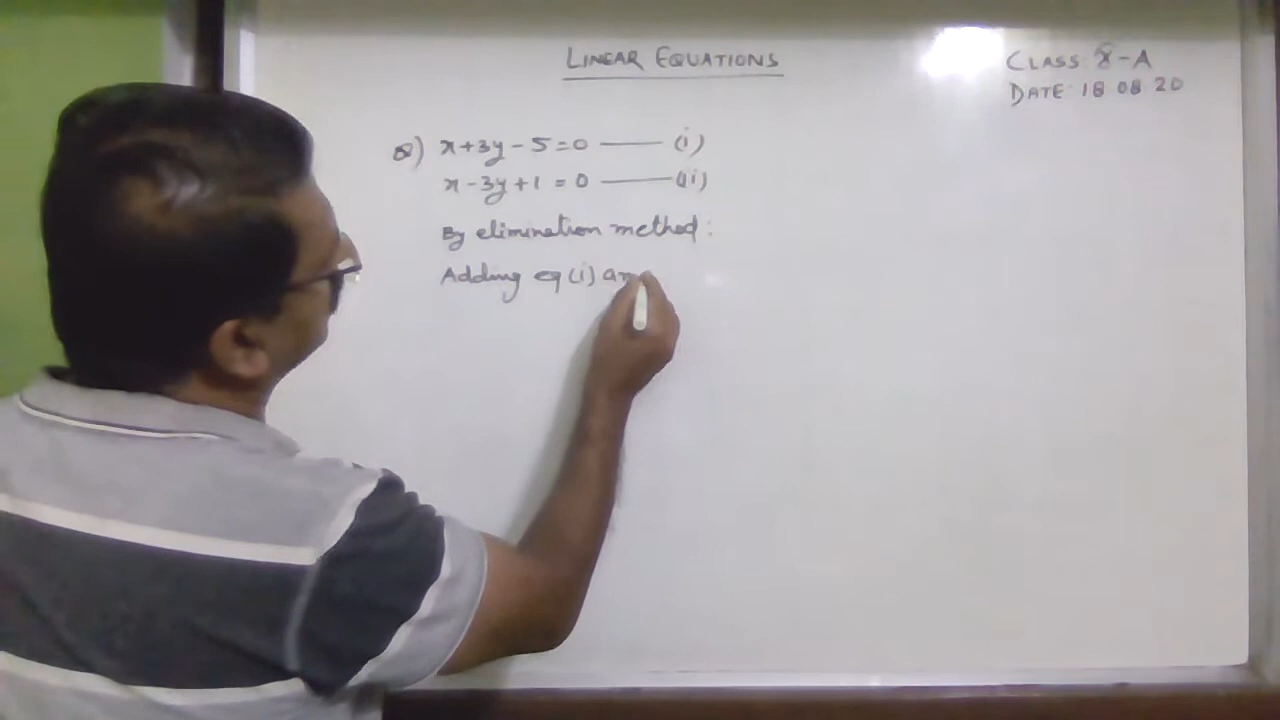 LINEAR EQUATIONS
CLASS: X-A
DATE: 18 08 20
Q) x+3y-5=0 —— (i)
x-3y+1=0 —— (ii)
By elimination method:
Adding eq (i) an